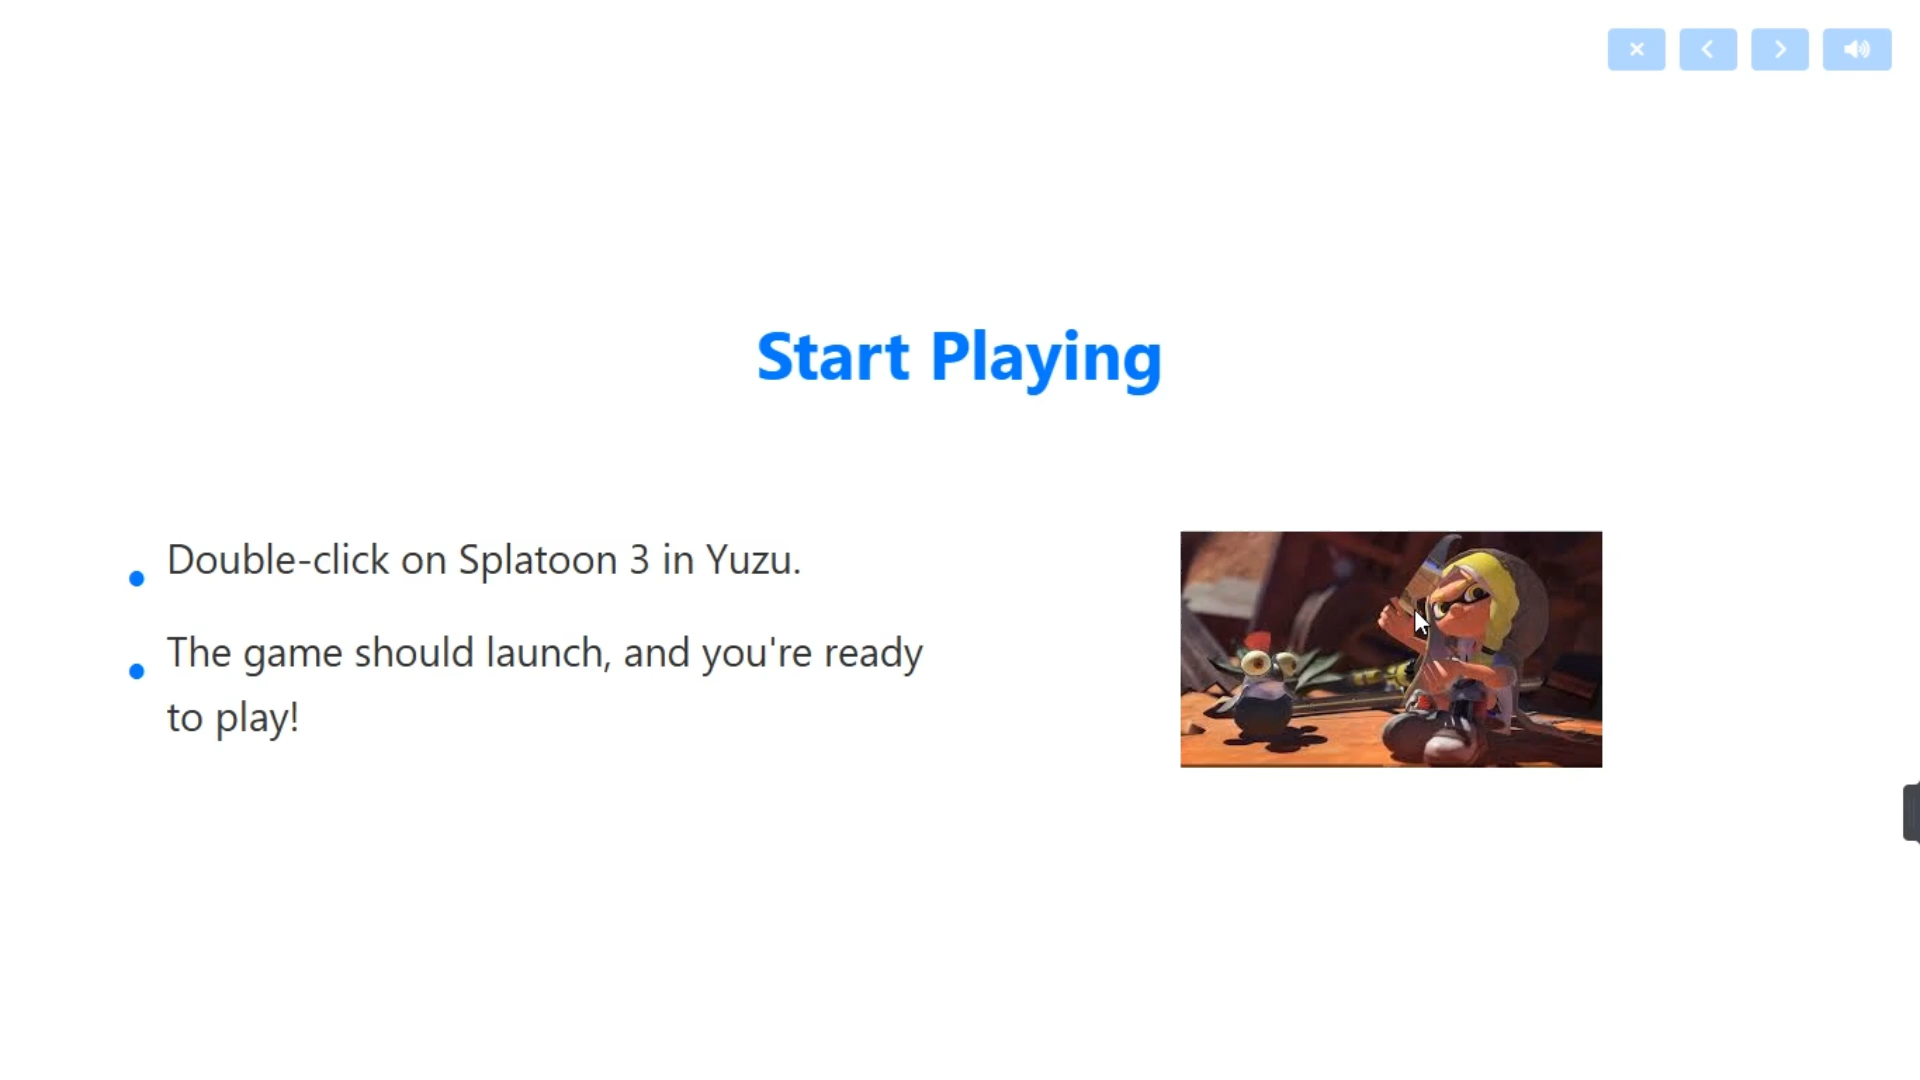 Start Playing
Double-click on Splatoon 3 in Yuzu.
The game should launch, and you're ready
to play!